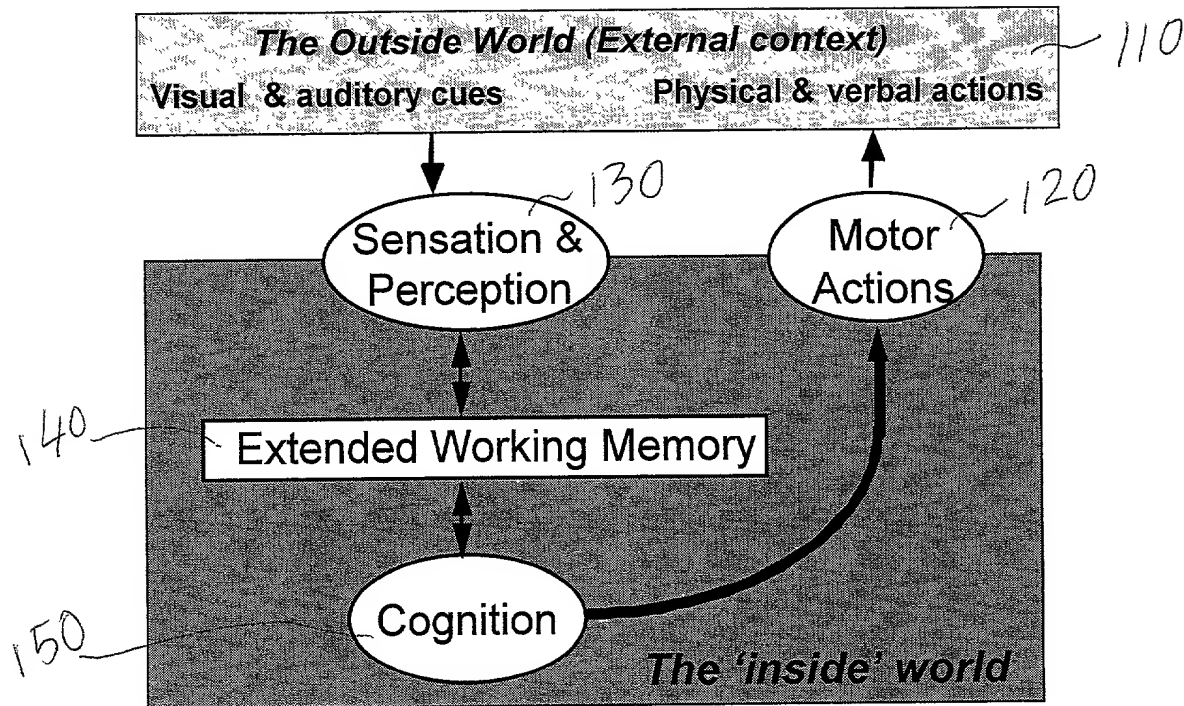 The Outside World (External context)
110
Visual & auditory cues
Physical & verbal actions
130
120
Sensation &
Perception
Motor
Actions
140
Extended Working Memory
150
Cognition
The 'inside' world